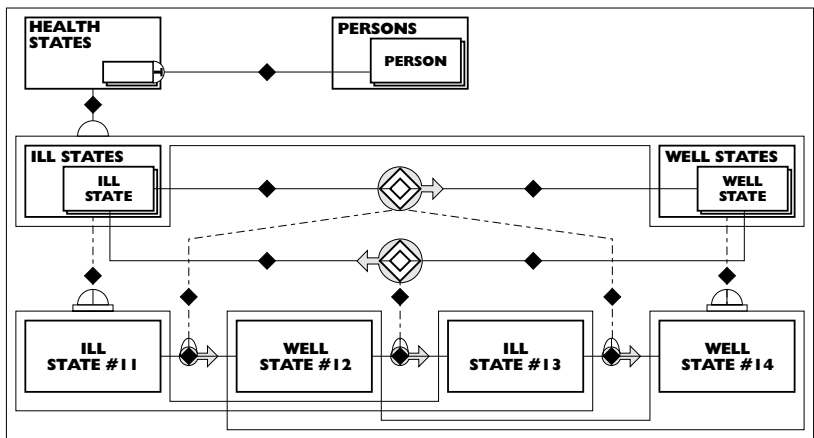 HEALTH
STATES
PERSONS
PERSON
ILL STATES
ILL
STATE
WELL STATES
WELL
STATE
ILL
STATE #11
WELL
STATE #12
ILL
STATE #13
WELL
STATE #14